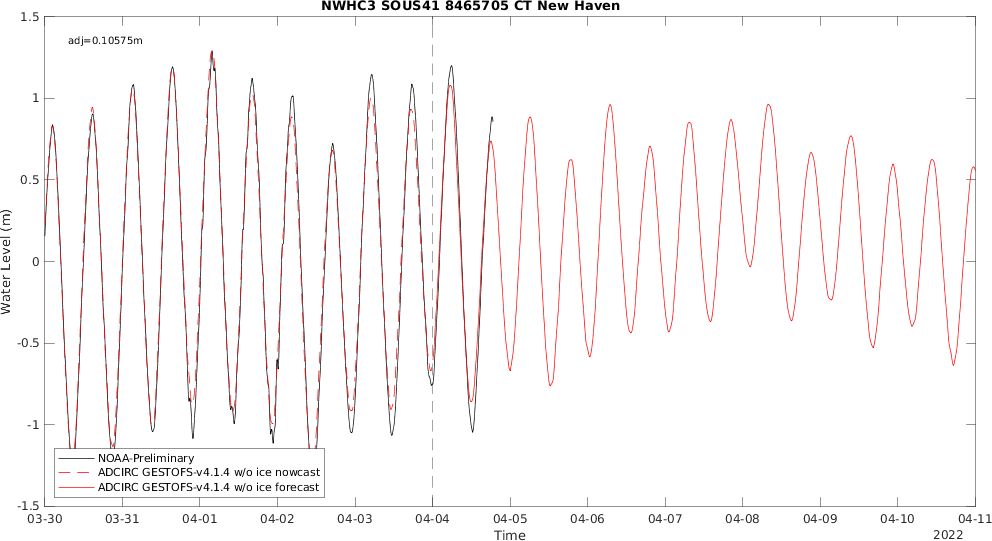 NWHC3 SOUS41 8465705 CT New Haven
adj=0.10575m
1.5
1
0.5
0
-0.5
-1
-1.5
Water Level (m)
NOAA-Preliminary
ADCIRC GESTOFS-v4.1.4 w/o ice nowcast
ADCIRC GESTOFS-v4.1.4 w/o ice forecast
03-30 03-31 04-01 04-02 04-03 04-04 04-05 04-06 04-07 04-08 04-09 04-10 04-11
Time
2022